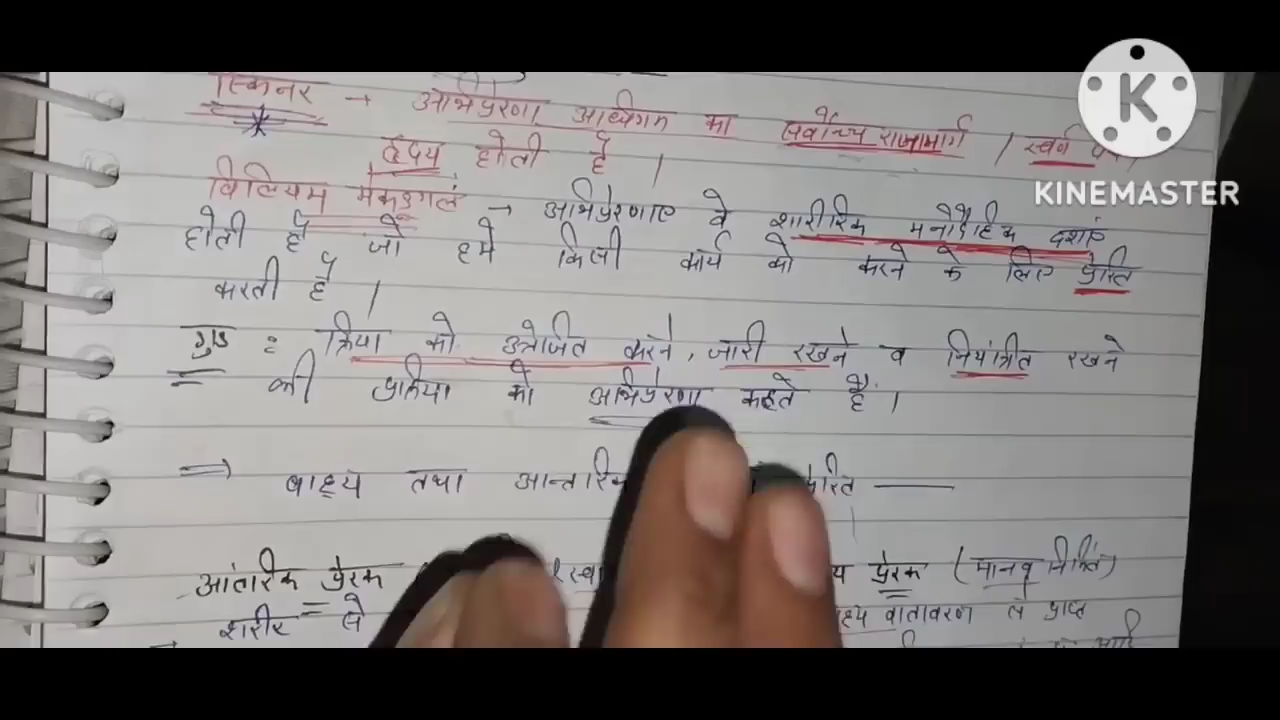 स्किनर → अभिप्रेरणा अधिगम का सर्वोच्च राजमार्ग / स्वर्ण
हृदय होती है ।
विलियम मैकडूगल → अभिप्रेरणाए वे शारीरिक मनोदैहिक दशाएं
होती है जो हमे किसी कार्य को करने के लिए प्रेरित
करती है ।
गुड : क्रिया को उत्तेजित करने, जारी रखने व नियंत्रित रखने
की प्रक्रिया को अभिप्रेरणा कहते है ।
⇒ बाह्य तथा आन्तरिक
आंतरिक प्रेरक प्रेरक (मानव निर्मित)
शरीर से वातावरण से प्राप्त
K
KINEMASTER